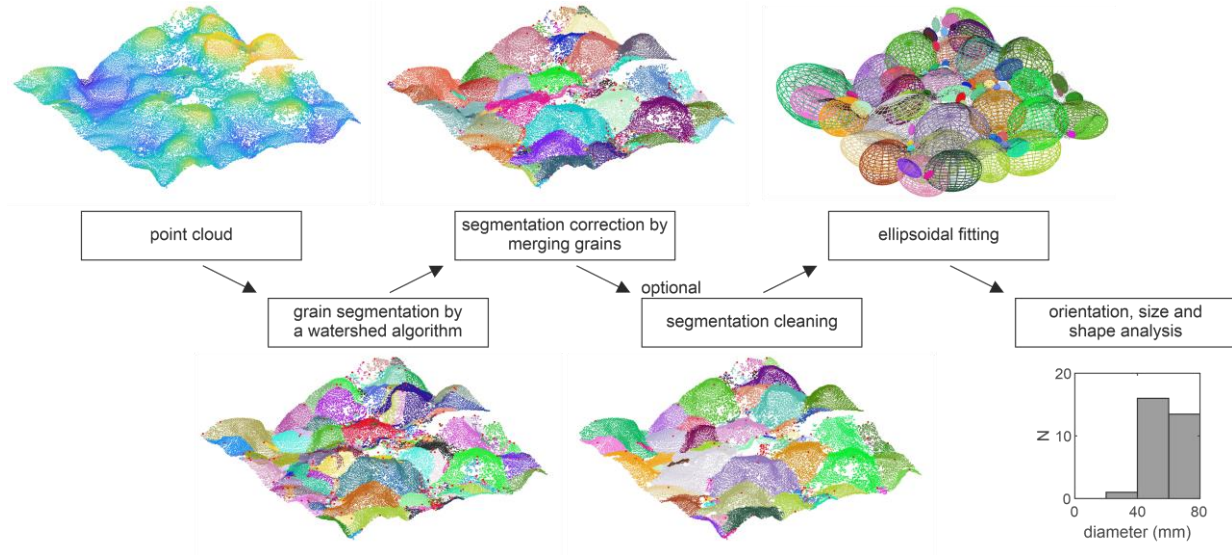 point cloud
segmentation correction by
merging grains
ellipsoidal fitting
optional
grain segmentation by
a watershed algorithm
segmentation cleaning
orientation, size and
shape analysis
20
10
0
N
0
40
80
diameter (mm)